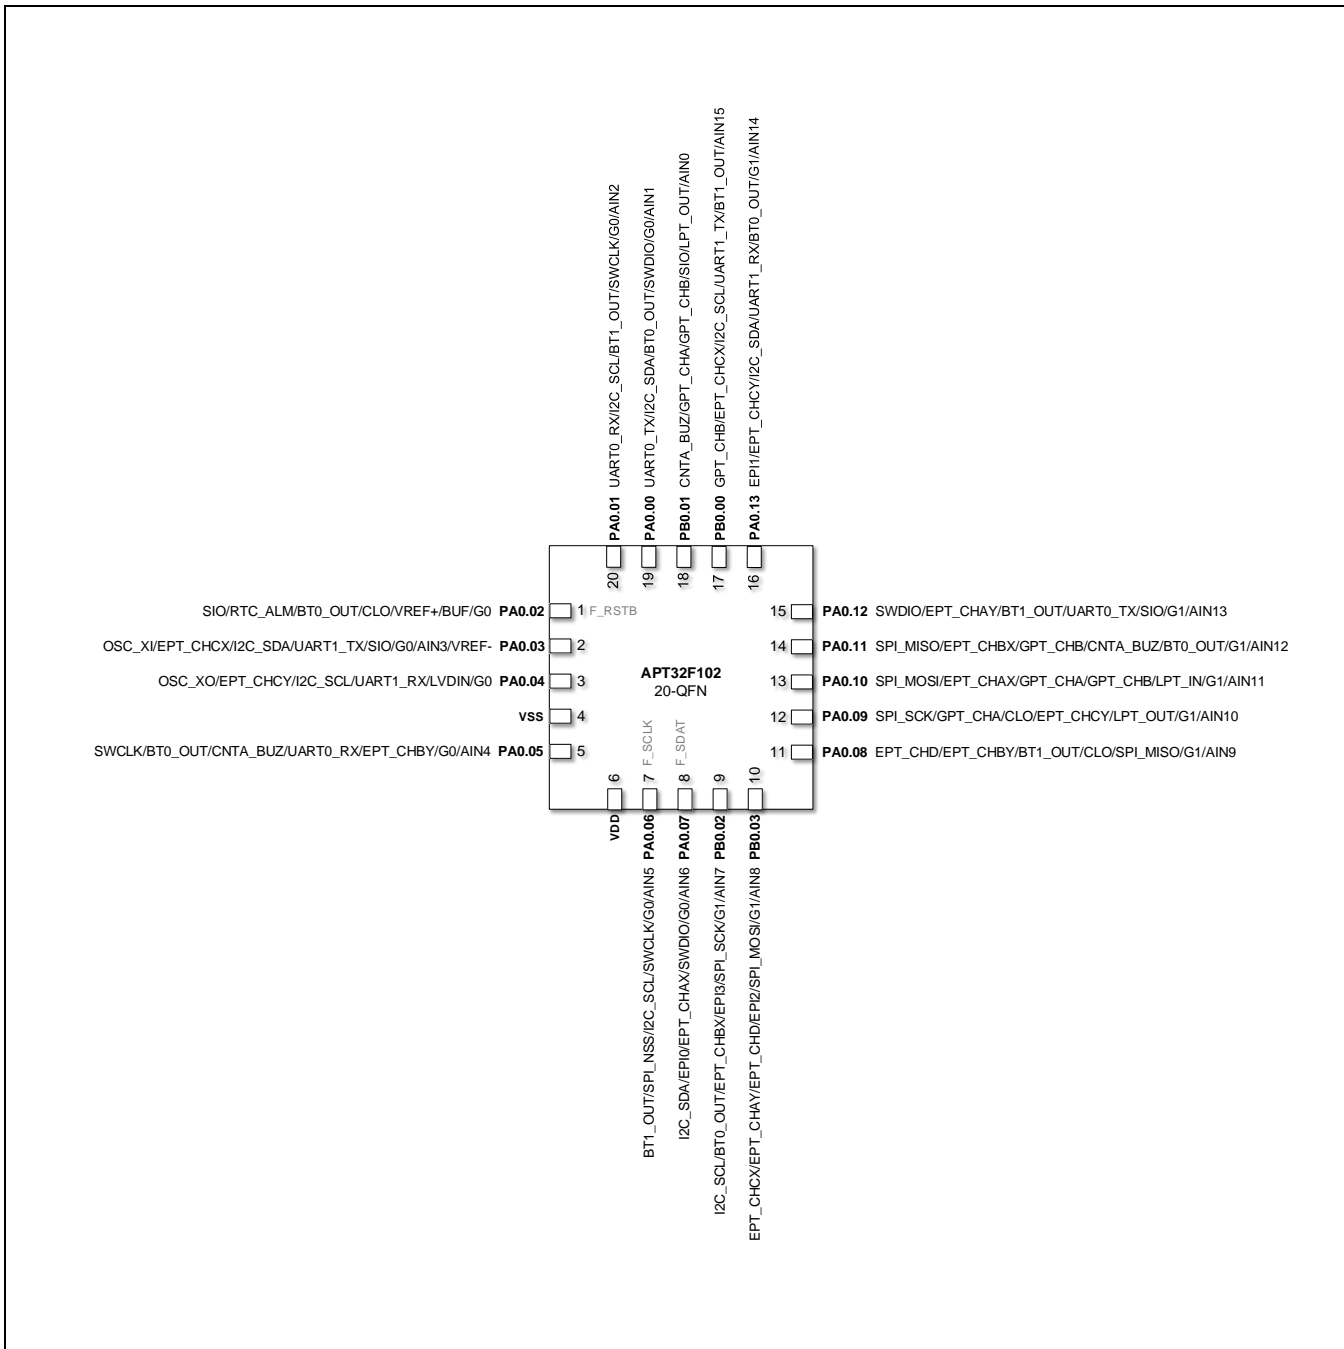 PA0.01 UART0_RX/I2C_SCL/BT1_OUT/SWCLK/G0/AIN2
PA0.00 UART0_TX/I2C_SDA/BT0_OUT/SWDIO/G0/AIN1
PB0.01 CNTA_BUZ/GPT_CHA/GPT_CHB/SIO/LPT_OUT/AIN0
PB0.00 GPT_CHB/EPT_CHCX/I2C_SCL/UART1_TX/BT1_OUT/AIN15
PA0.13 EPI1/EPT_CHCY/I2C_SDA/UART1_RX/BT0_OUT/G1/AIN14
20
19
18
17
16
SIO/RTC_ALM/BT0_OUT/CLO/VREF+/BUF/G0 PA0.02 1 F_RSTB
OSC_XI/EPT_CHCX/I2C_SDA/UART1_TX/SIO/G0/AIN3/VREF- PA0.03 2
OSC_XO/EPT_CHCY/I2C_SCL/UART1_RX/LVDIN/G0 PA0.04 3
VSS 4
SWCLK/BT0_OUT/CNTA_BUZ/UART0_RX/EPT_CHBY/G0/AIN4 PA0.05 5
APT32F102
20-QFN
15 PA0.12 SWDIO/EPT_CHAY/BT1_OUT/UART0_TX/SIO/G1/AIN13
14 PA0.11 SPI_MISO/EPT_CHBX/GPT_CHB/CNTA_BUZ/BT0_OUT/G1/AIN12
13 PA0.10 SPI_MOSI/EPT_CHAX/GPT_CHA/GPT_CHB/LPT_IN/G1/AIN11
12 PA0.09 SPI_SCK/GPT_CHA/CLO/EPT_CHCY/LPT_OUT/G1/AIN10
11 PA0.08 EPT_CHD/EPT_CHBY/BT1_OUT/CLO/SPI_MISO/G1/AIN9
F_SCLK
F_SDAT
6
7
8
9
10
VDD
BT1_OUT/SPI_NSS/I2C_SCL/SWCLK/G0/AIN5 PA0.06
I2C_SDA/EPI0/EPT_CHAX/SWDIO/G0/AIN6 PA0.07
I2C_SCL/BT0_OUT/EPT_CHBX/EPI3/SPI_SCK/G1/AIN7 PB0.02
EPT_CHCX/EPT_CHAY/EPT_CHD/EPI2/SPI_MOSI/G1/AIN8 PB0.03